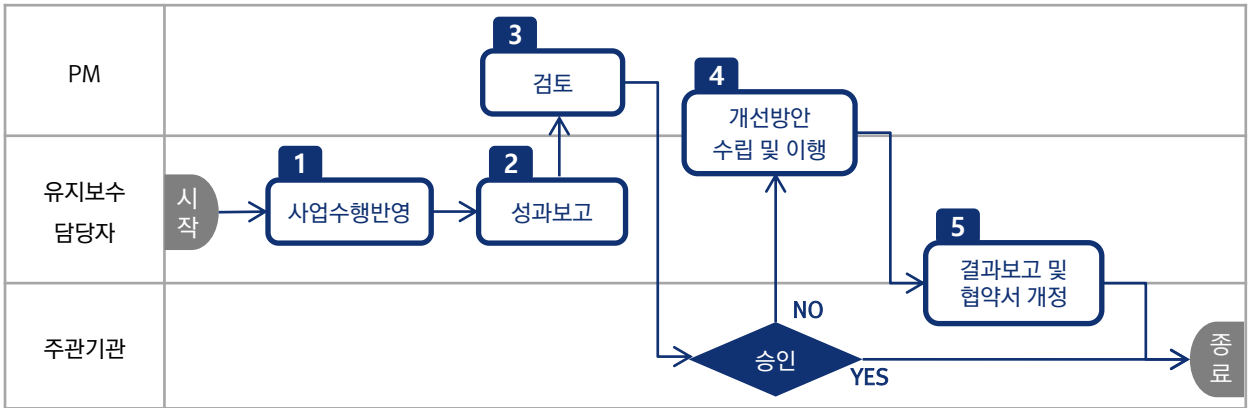 PM
3
검토
4
개선방안
수립 및 이행
유지보수
담당자
시
작
1
사업수행반영
2
성과보고
5
결과보고 및
협약서 개정
주관기관
승인
NO
YES
종
료